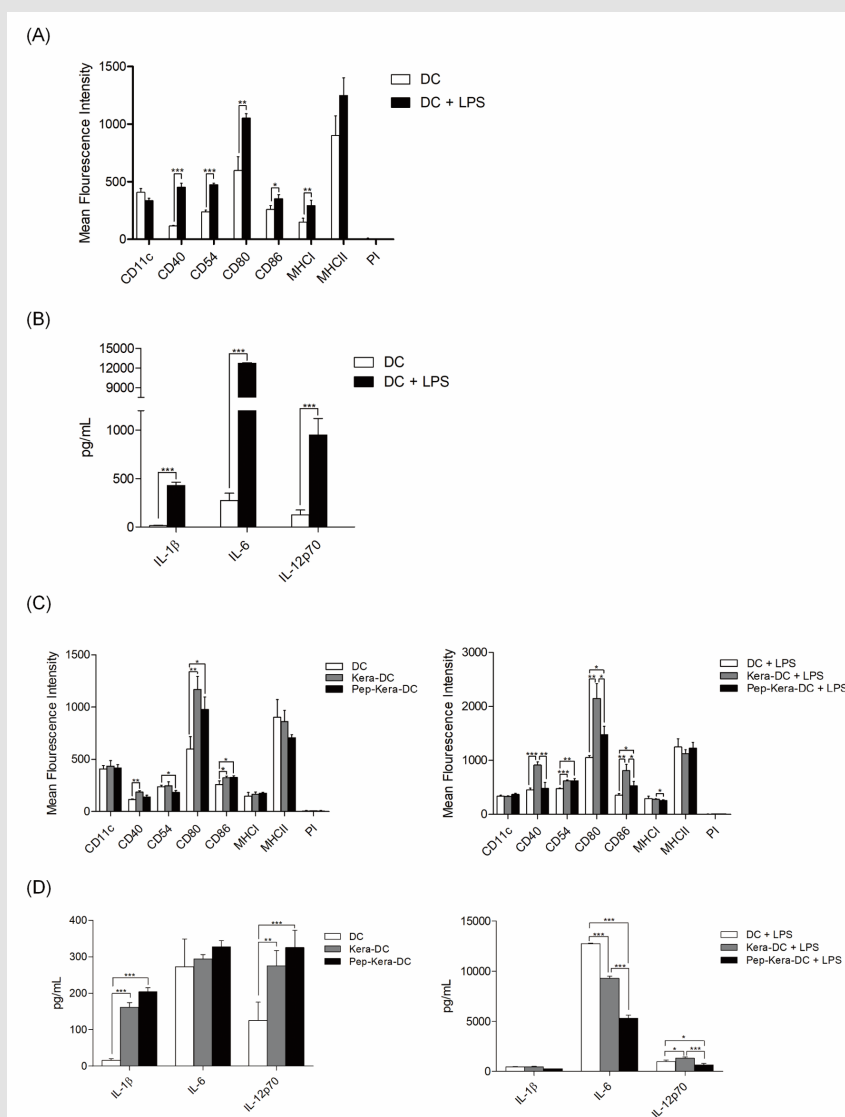 (A)
Mean Flourescence Intensity
1500
1000
500
0
** 
*** *** * **
DC
DC + LPS
CD11c CD40 CD54 CD80 CD86 MHCI MHCII PI
(B)
pg/mL
15000
12000
9000
1000
500
0
*** *** ***
DC
DC + LPS
IL-1β IL-6 IL-12p70
(C)
Mean Flourescence Intensity
1500
1000
500
0
** * ** * * *
DC
Kera-DC
Pep-Kera-DC
CD11c CD40 CD54 CD80 CD86 MHCI MHCII PI
Mean Flourescence Intensity
3000
2000
1000
0
*** ** *** ** ** * * ** * * *
DC + LPS
Kera-DC + LPS
Pep-Kera-DC + LPS
CD11c CD40 CD54 CD80 CD86 MHCI MHCII PI
(D)
pg/mL
400
300
200
100
0
*** *** ** ***
DC
Kera-DC
Pep-Kera-DC
IL-1β IL-6 IL-12p70
pg/mL
15000
10000
5000
0
*** *** *** * * ***
DC + LPS
Kera-DC + LPS
Pep-Kera-DC + LPS
IL-1β IL-6 IL-12p70